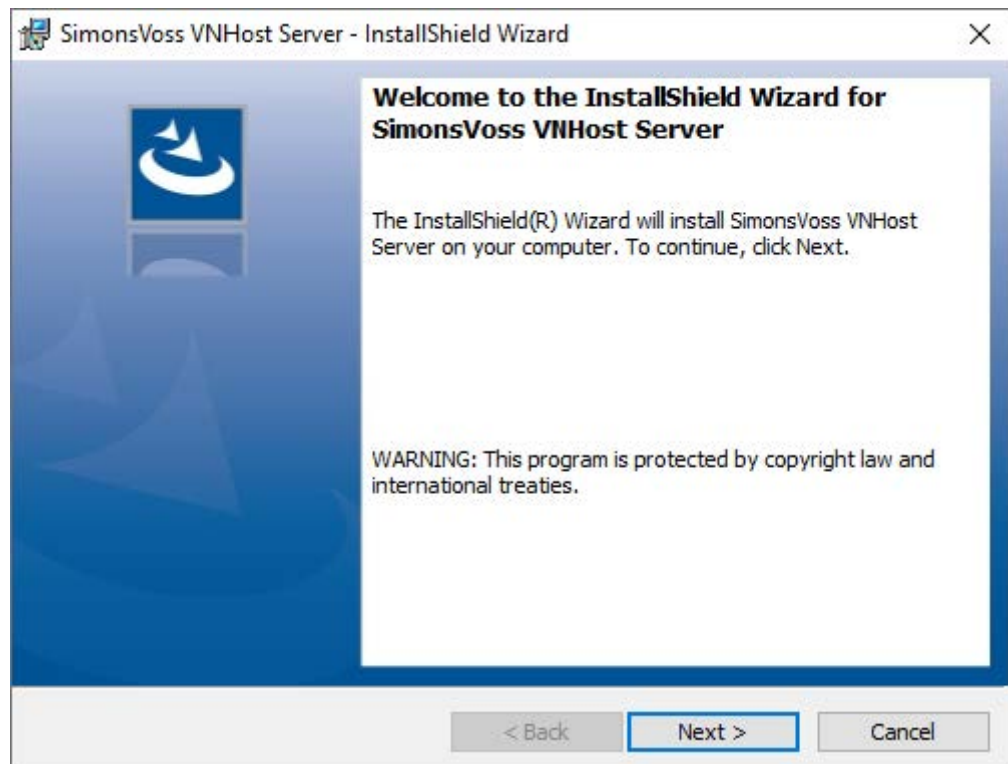 SimonsVoss VNHost Server - InstallShield Wizard
Welcome to the InstallShield Wizard for
SimonsVoss VNHost Server
The InstallShield(R) Wizard will install SimonsVoss VNHost
Server on your computer. To continue, click Next.
WARNING: This program is protected by copyright law and
international treaties.
< Back
Next >
Cancel